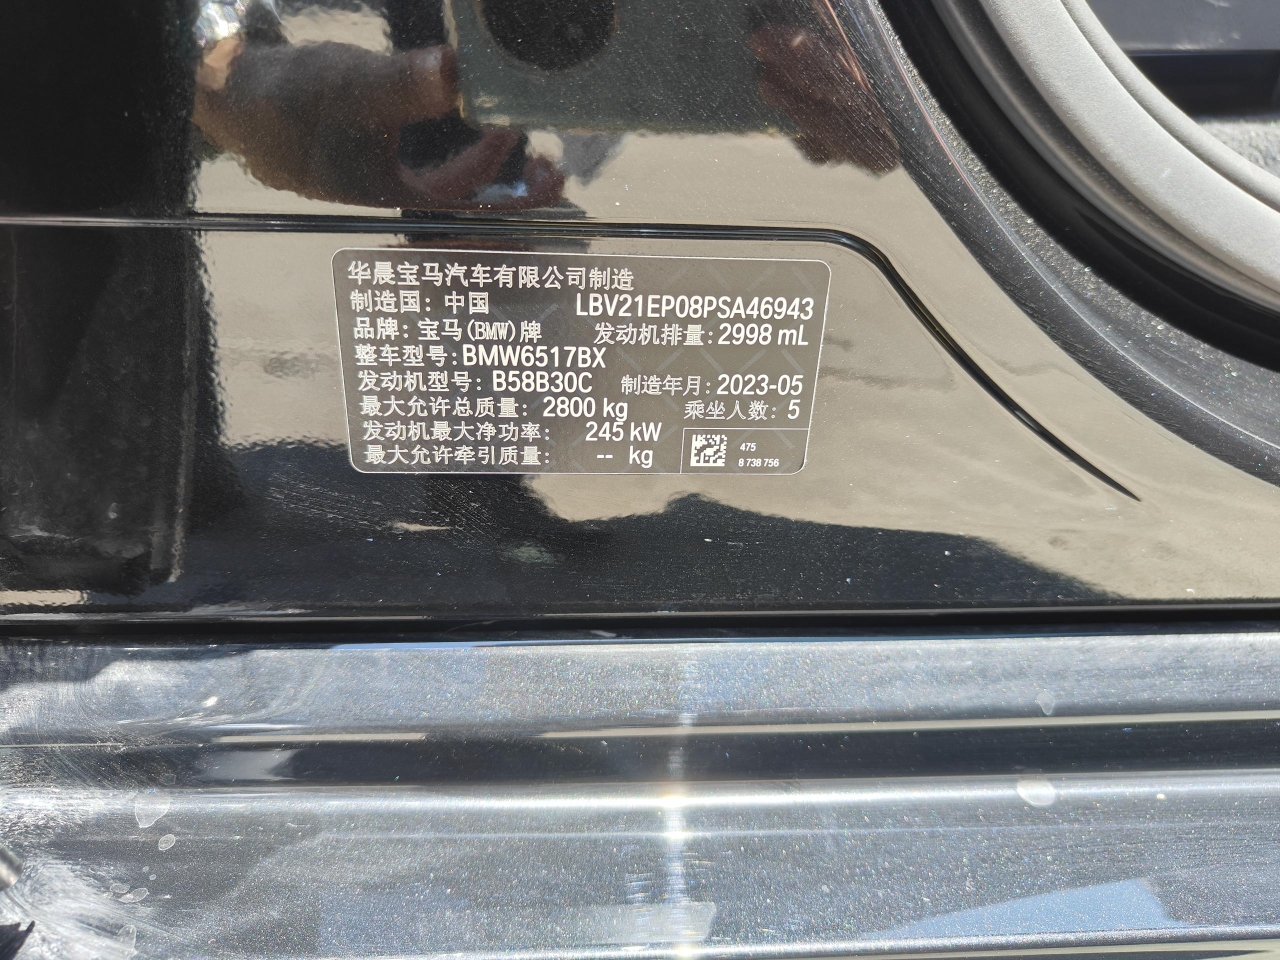 华晨宝马汽车有限公司制造
制造国: 中国 LBV21EP08PSA46943
品牌: 宝马(BMW)牌 发动机排量: 2998 mL
整车型号: BMW6517BX
发动机型号: B58B30C 制造年月: 2023-05
最大允许总质量: 2800 kg 乘坐人数: 5
发动机最大净功率: 245 kW
最大允许牵引质量: -- kg
475
8 738 756